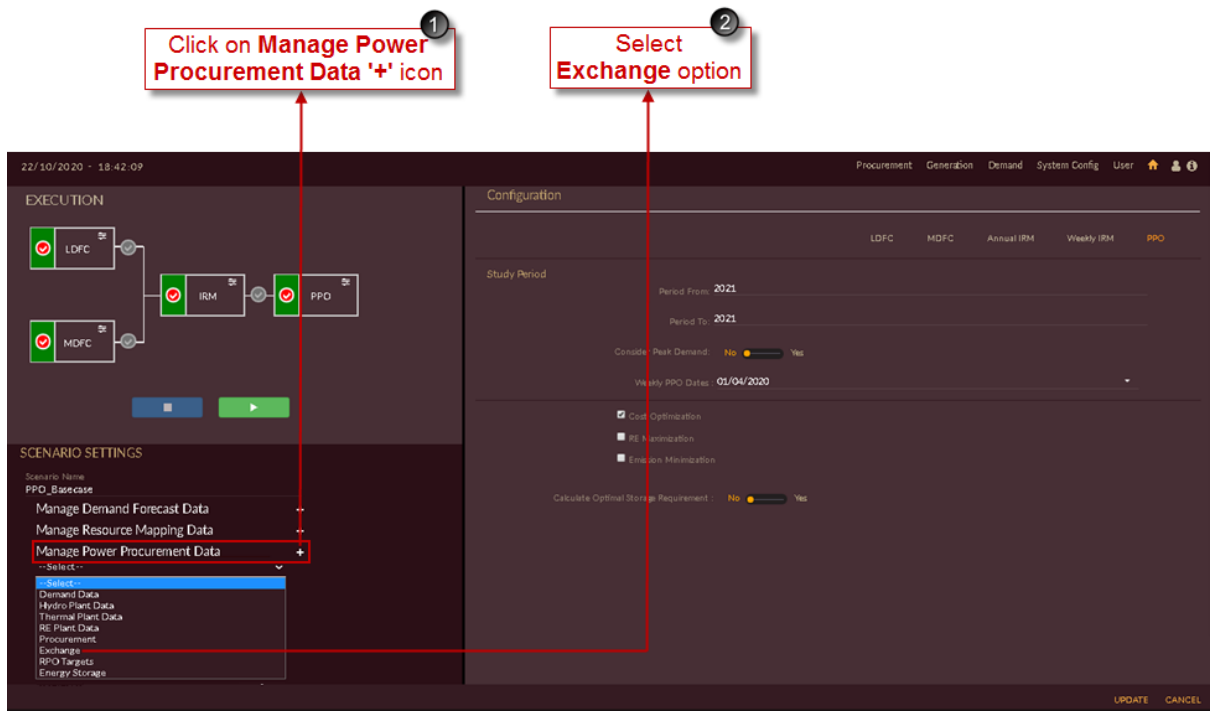 1
Click on Manage Power
Procurement Data '+' icon
2
Select
Exchange option
22/10/2020 - 18:42:09
Procurement Generation Demand System Config User
EXECUTION
LDFC
IRM
PPO
MDFC
Configuration
LDFC MDFC Annual IRM Weekly IRM PPO
Study Period
Period From: 2021
Period To: 2021
Consider Peak Demand: No Yes
Weekly PPO Dates : 01/04/2020
Cost Optimization
RE Maximization
Emission Minimization
Calculate Optimal Storage Requirement : No Yes
SCENARIO SETTINGS
Scenario Name
PPO_Basecase
Manage Demand Forecast Data +
Manage Resource Mapping Data +
Manage Power Procurement Data +
--Select--
--Select--
Demand Data
Hydro Plant Data
Thermal Plant Data
RE Plant Data
Procurement
Exchange
RPO Targets
Energy Storage
UPDATE CANCEL